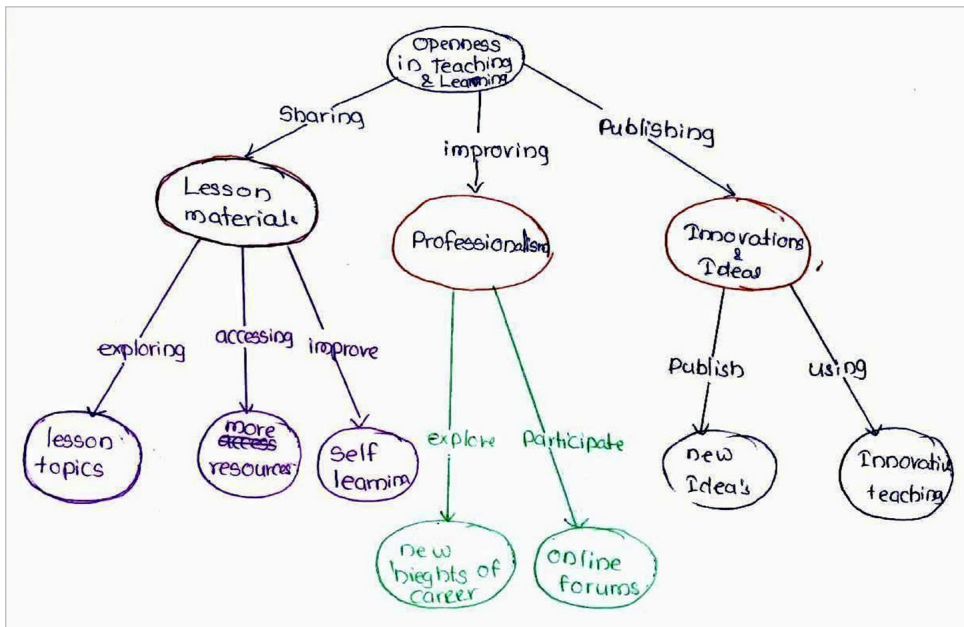 Openness
in teaching
& Learning
Sharing
improving
Publishing
Lesson
materials
Professionalism
Innovations
&
Ideas
exploring
accessing
improve
Publish
using
lesson
topics
more
access
resources
Self
learning
explore
Participate
new
Idea's
Innovative
teaching
new
hieghts of
career
online
forums